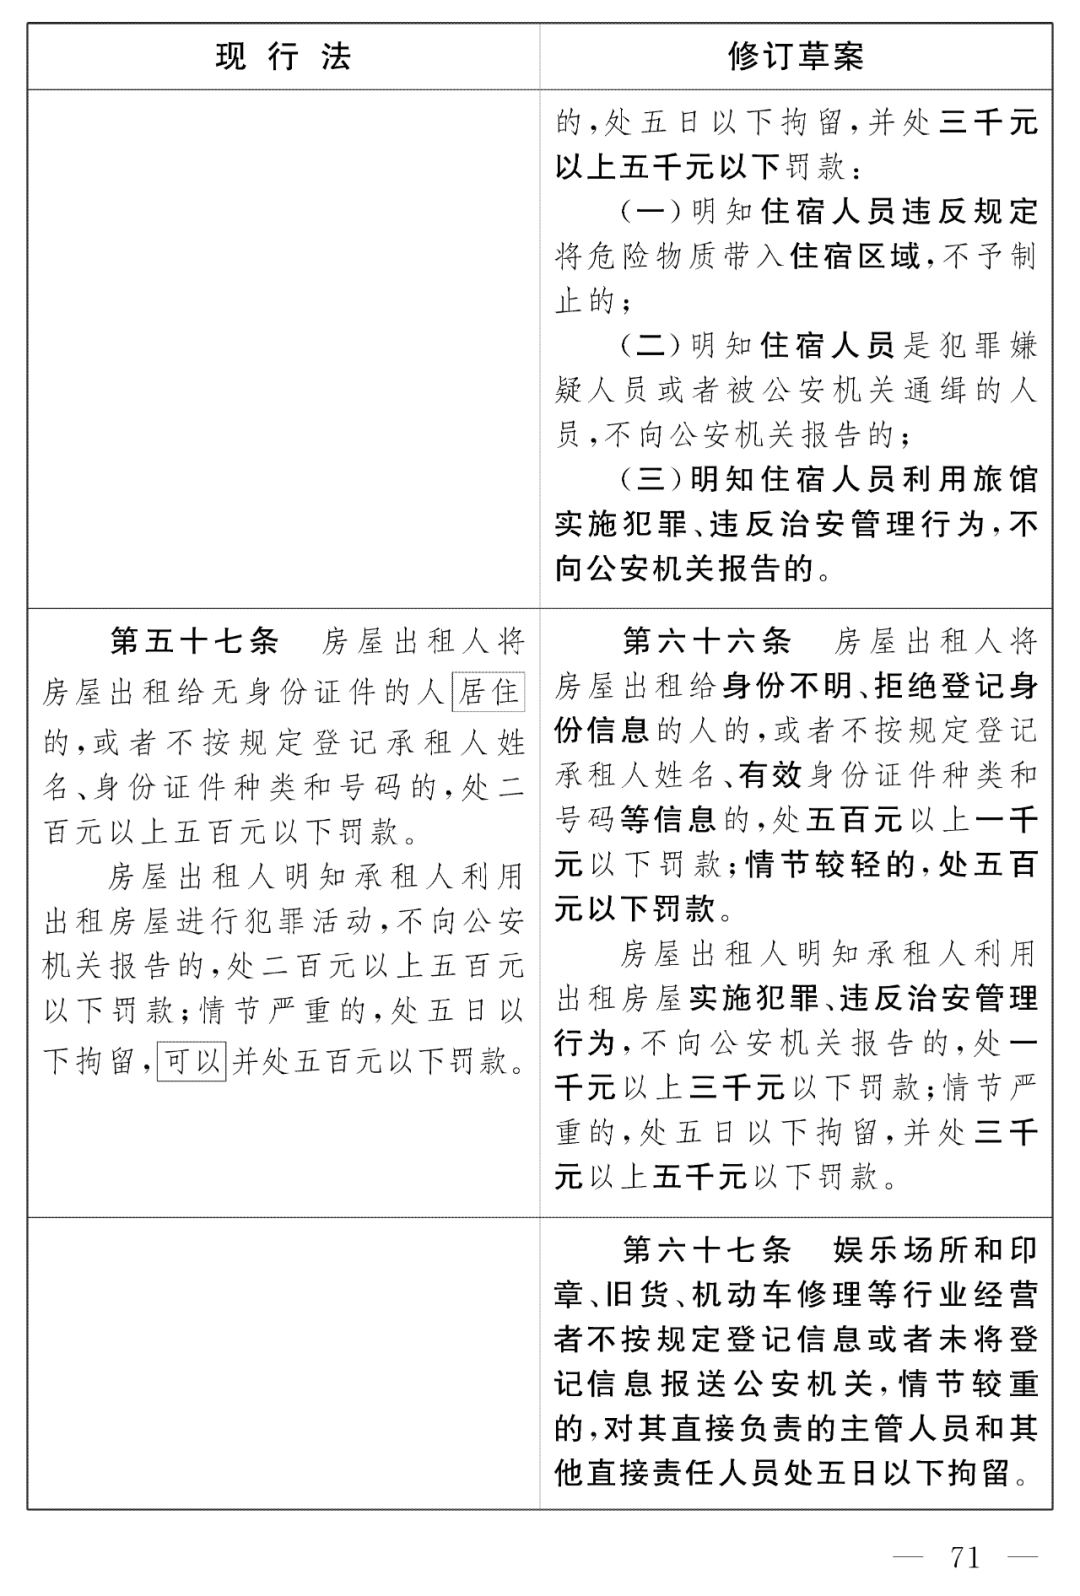 现行法
修订草案
的，处五日以下拘留，并处三千元
以上五千元以下罚款：
（一）明知住宿人员违反规定
将危险物质带入住宿区域，不予制
止的；
（二）明知住宿人员是犯罪嫌
疑人员或者被公安机关通缉的人
员，不向公安机关报告的；
（三）明知住宿人员利用旅馆
实施犯罪、违反治安管理行为，不
向公安机关报告的。
第五十七条　房屋出租人将
房屋出租给无身份证件的人居住
的，或者不按规定登记承租人姓
名、身份证件种类和号码的，处二
百元以上五百元以下罚款。
房屋出租人明知承租人利用
出租房屋进行犯罪活动，不向公安
机关报告的，处二百元以上五百元
以下罚款；情节严重的，处五日以
下拘留，可以并处五百元以下罚款。
第六十六条　房屋出租人将
房屋出租给身份不明、拒绝登记身
份信息的人的，或者不按规定登记
承租人姓名、有效身份证件种类和
号码等信息的，处五百元以上一千
元以下罚款；情节较轻的，处五百
元以下罚款。
房屋出租人明知承租人利用
出租房屋实施犯罪、违反治安管理
行为，不向公安机关报告的，处一
千元以上三千元以下罚款；情节严
重的，处五日以下拘留，并处三千
元以上五千元以下罚款。
第六十七条　娱乐场所和印
章、旧货、机动车修理等行业经营
者不按规定登记信息或者未将登
记信息报送公安机关，情节较重
的，对其直接负责的主管人员和其
他直接责任人员处五日以下拘留。
— 71 —